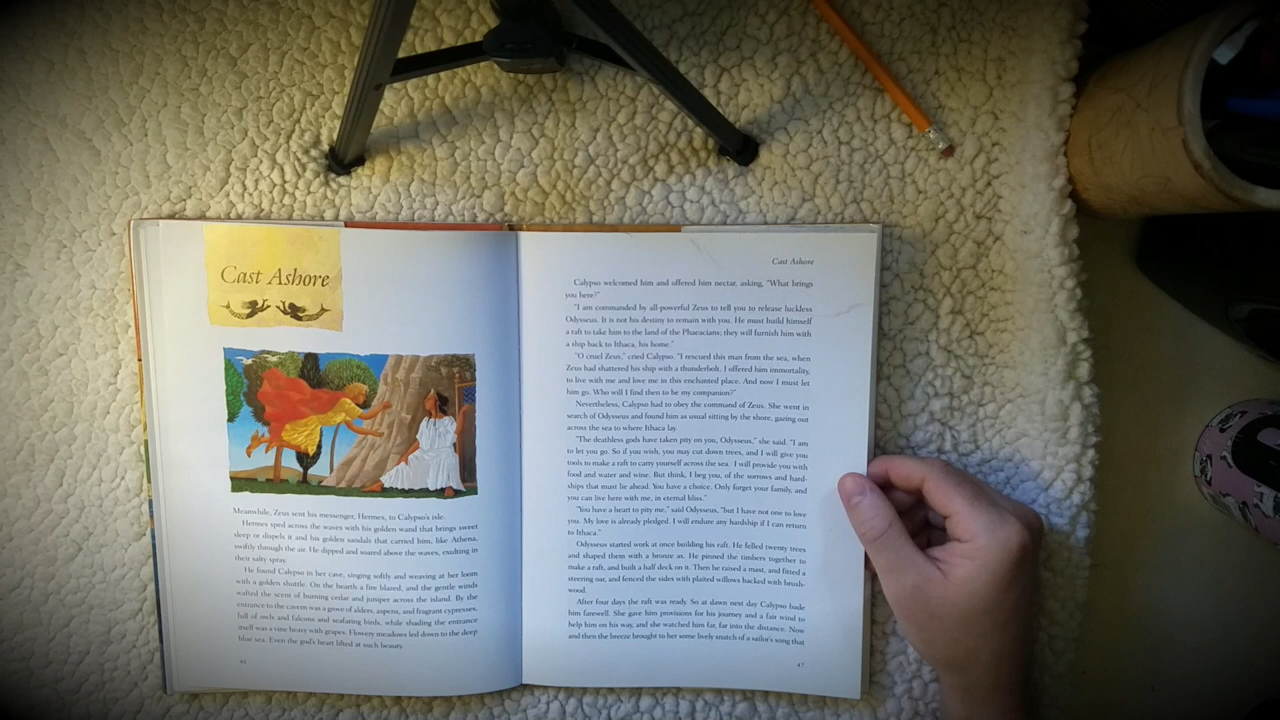 Cast Ashore
Meanwhile, Zeus sent his messenger, Hermes, to Calypso's isle.
Hermes sped across the waves with his golden wand that brings sweet
sleep or dispels it and his golden sandals that carried him, like Athena,
swiftly through the air. He dipped and soared above the waves, exulting in
their salty spray.
He found Calypso in her cave, singing softly and weaving at her loom
with a golden shuttle. On the hearth a fire blazed, and the gentle winds
wafted the scent of burning cedar and juniper across the island. By the
entrance to the cavern was a grove of alders, aspens, and fragrant cypresses,
full of owls and falcons and seafaring birds, while shading the entrance
itself was a vine heavy with grapes. Flowery meadows led down to the deep
blue sea. Even the god's heart lifted at such beauty.
46
Cast Ashore
Calypso welcomed him and offered him nectar, asking, "What brings
you here?"
"I am commanded by all-powerful Zeus to tell you to release luckless
Odysseus. It is not his destiny to remain with you. He must build himself
a raft to take him to the land of the Phaeacians; they will furnish him with
a ship back to Ithaca, his home."
"O cruel Zeus," cried Calypso. "I rescued this man from the sea, when
Zeus had shattered his ship with a thunderbolt. I offered him immortality,
to live with me and love me in this enchanted place. And now I must let
him go. Who will I find then to be my companion?"
Nevertheless, Calypso had to obey the command of Zeus. She went in
search of Odysseus and found him as usual sitting by the shore, gazing out
across the sea to where Ithaca lay.
"The deathless gods have taken pity on you, Odysseus," she said. "I am
to let you go. So if you wish, you may cut down trees, and I will give you
tools to make a raft to carry yourself across the sea. I will provide you with
food and water and wine. But think, I beg you, of the sorrows and hard-
ships that must lie ahead. You have a choice. Only forget your family, and
you can live here with me, in eternal bliss."
"You have a heart to pity me," said Odysseus, "but I have not one to love
you. My love is already pledged. I will endure any hardship if I can return
to Ithaca."
Odysseus started work at once building his raft. He felled twenty trees
and shaped them with a bronze ax. He pinned the timbers together to
make a raft, and built a half deck on it. Then he raised a mast, and fitted a
steering oar, and fenced the sides with plaited willows backed with brush-
wood.
After four days the raft was ready. So at dawn next day Calypso bade
him farewell. She gave him provisions for his journey and a fair wind to
help him on his way, and she watched him far, far into the distance. Now
and then the breeze brought to her some lively snatch of a sailor's song that
47